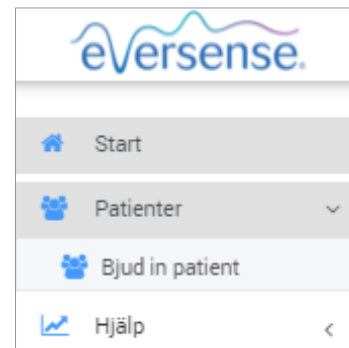 eversense.
Start
Patienter
Bjud in patient
Hjälp